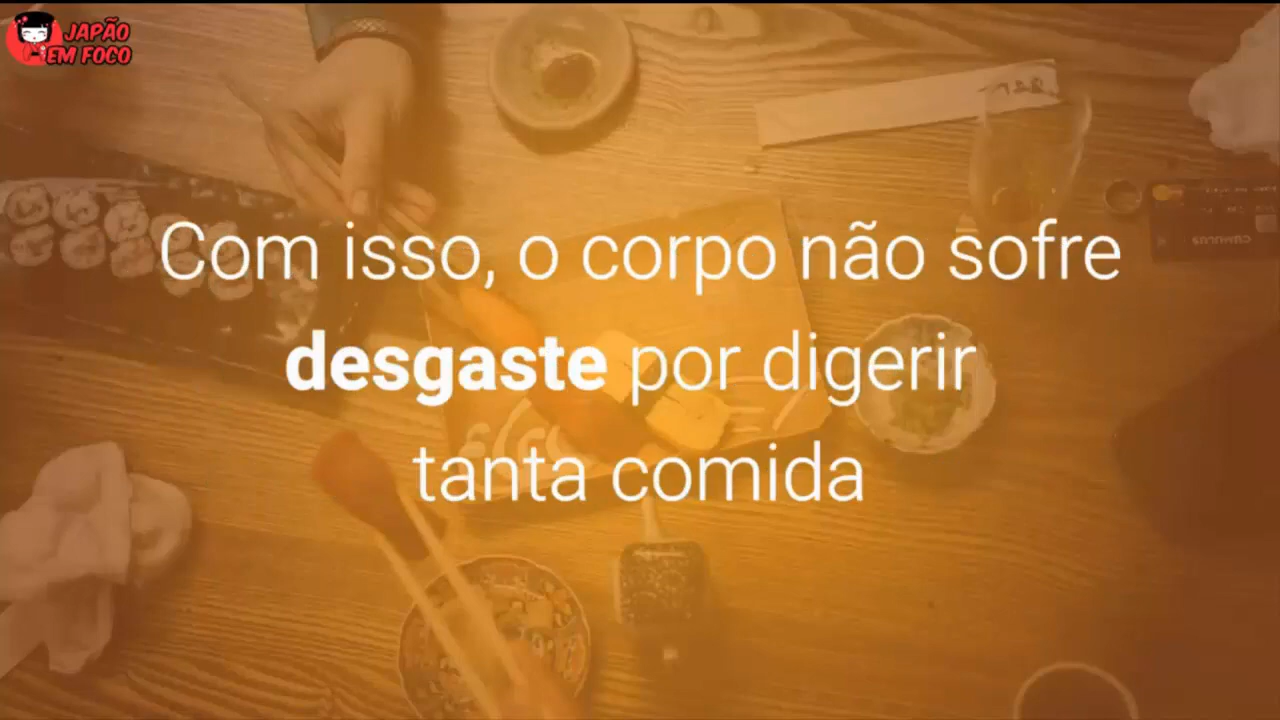 JAPÃO
EM FOCO
Com isso, o corpo não sofre
desgaste por digerir
tanta comida